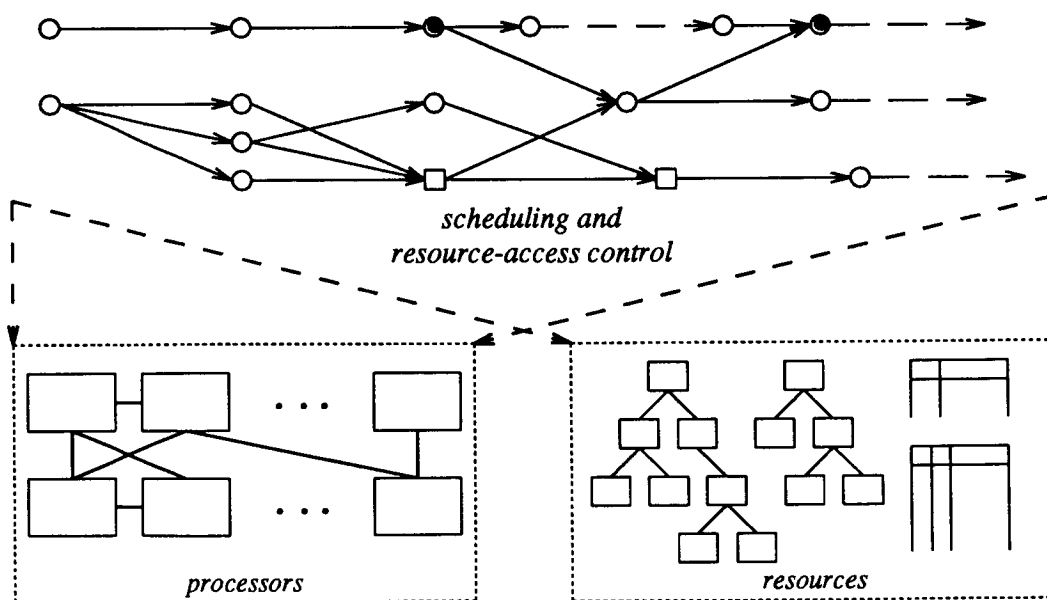 scheduling and
resource-access control
processors
resources